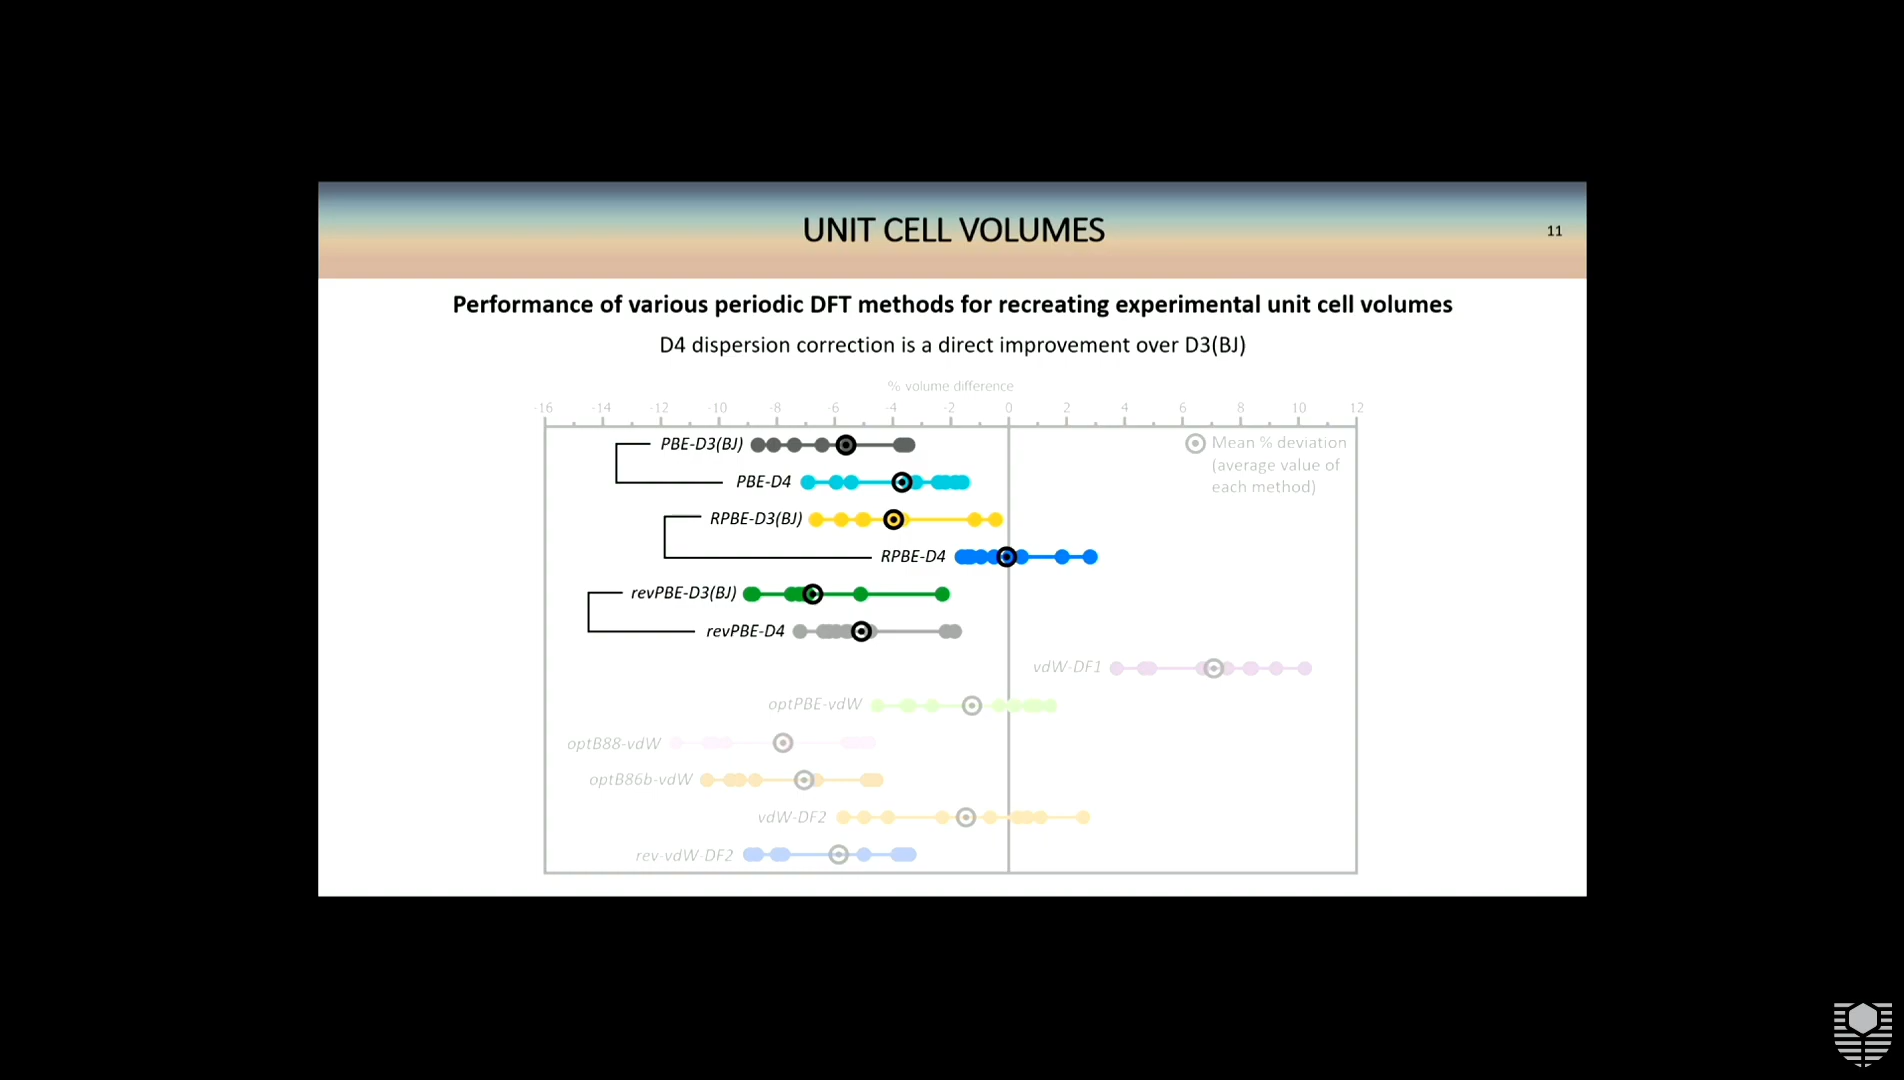 UNIT CELL VOLUMES
11
Performance of various periodic DFT methods for recreating experimental unit cell volumes
D4 dispersion correction is a direct improvement over D3(BJ)
% volume difference
-16 -14 -12 -10 -8 -6 -4 -2 0 2 4 6 8 10 12
PBE-D3(BJ)
Mean % deviation
(average value of
each method)
PBE-D4
RPBE-D3(BJ)
RPBE-D4
revPBE-D3(BJ)
revPBE-D4
vdW-DF1
optPBE-vdW
optB88-vdW
optB86b-vdW
vdW-DF2
rev-vdW-DF2